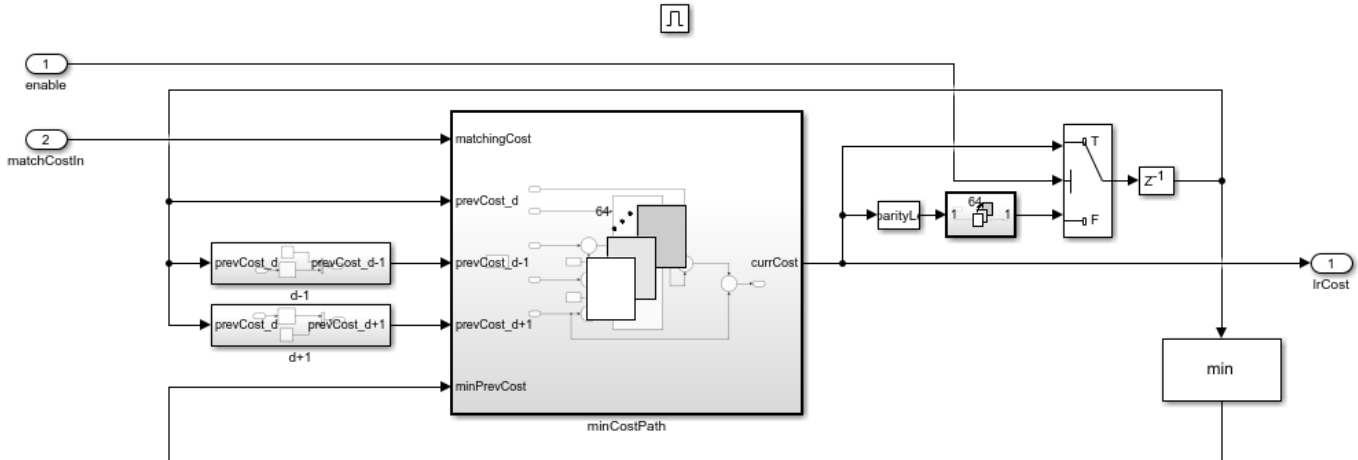 1
enable
2
matchCostIn
matchingCost
prevCost_d
prevCost_d-1
prevCost_d+1
minPrevCost
64
currCost
minCostPath
prevCost_d
prevCost_d-1
d-1
prevCost_d
prevCost_d+1
d+1
parityLe
64
1
1
T
F
Z-1
1
lrCost
min